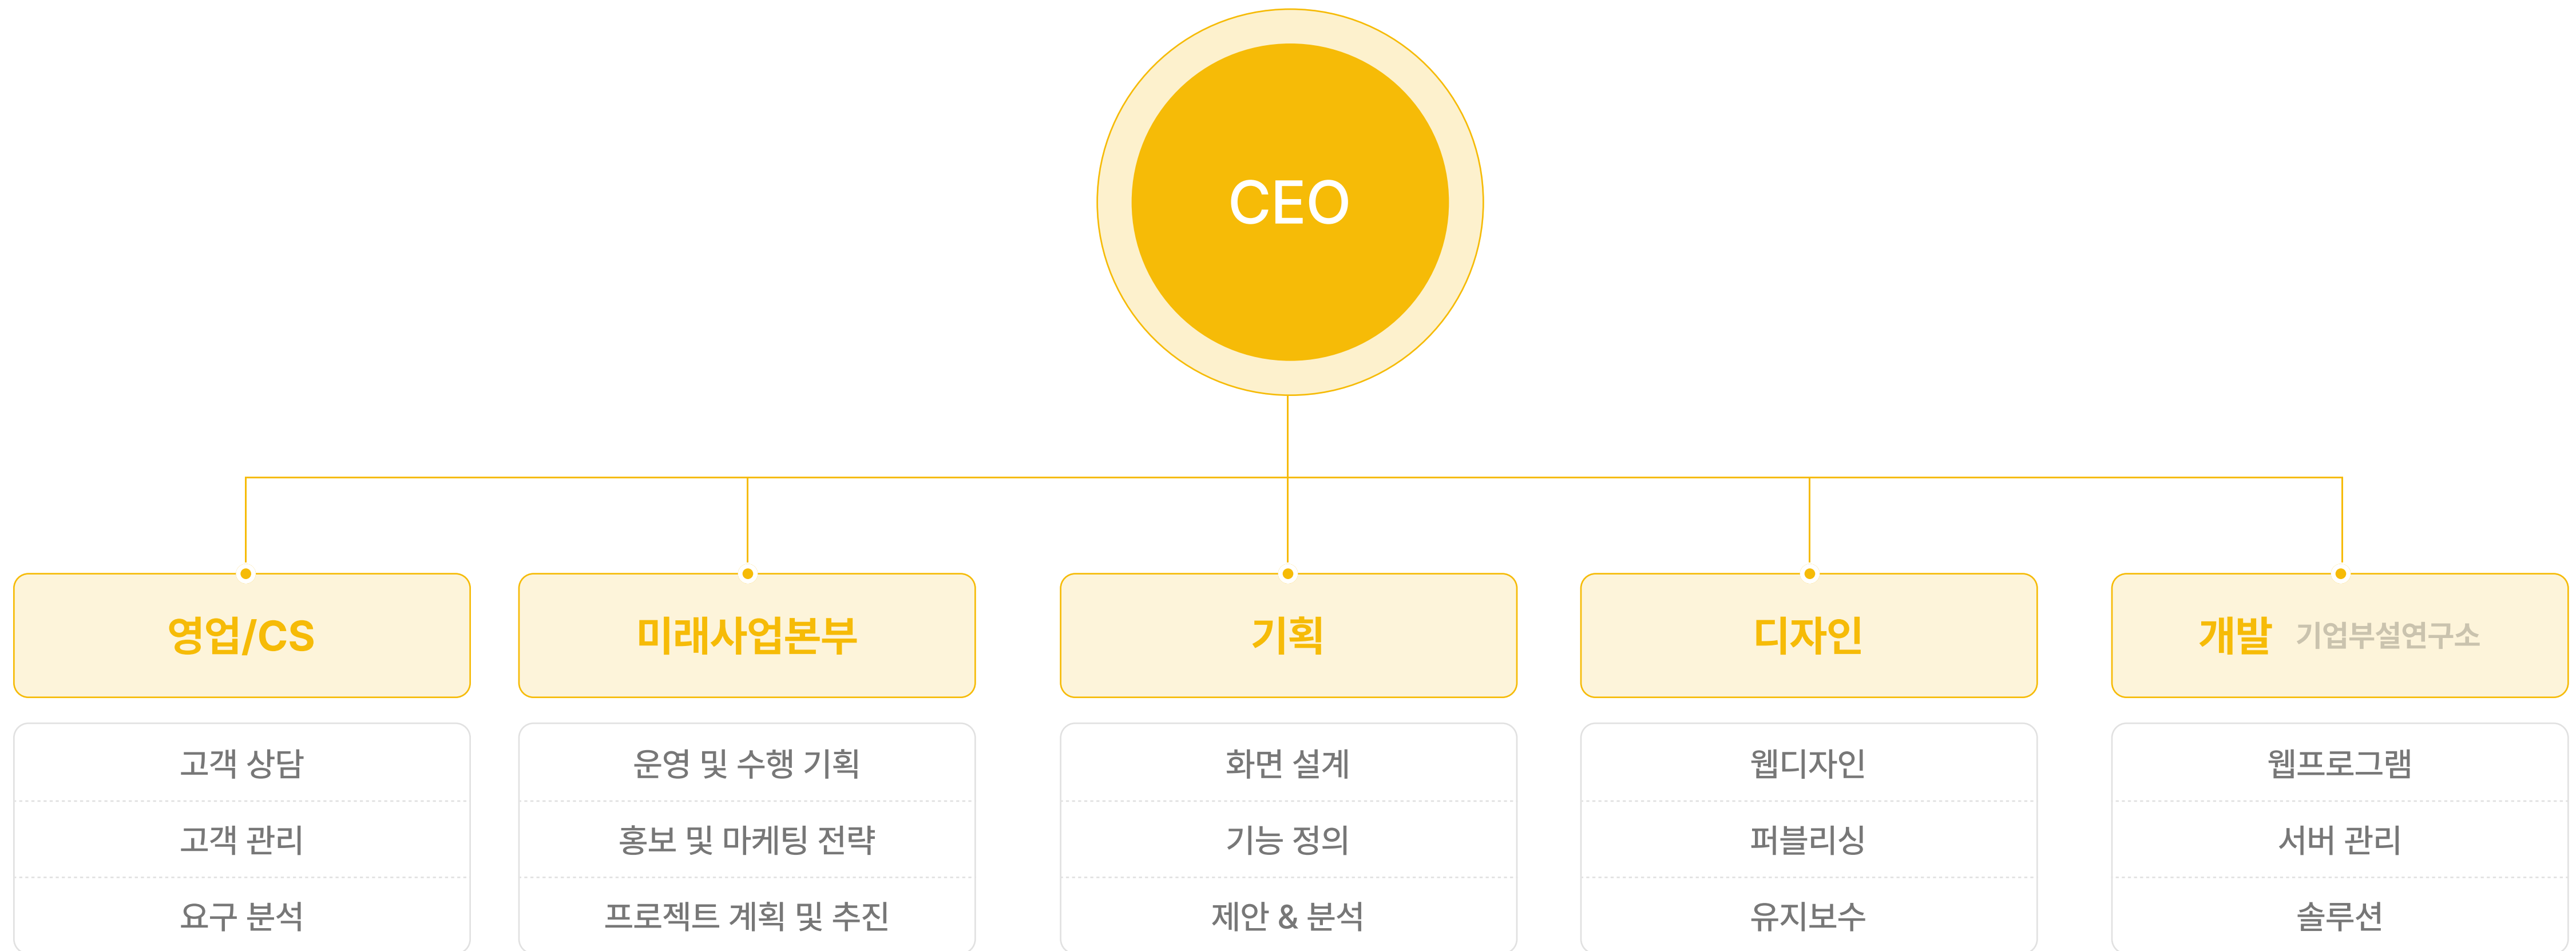 CEO
영업/CS
미래사업본부
기획
디자인
개발 기업부설연구소
고객 상담
고객 관리
요구 분석
운영 및 수행 기획
홍보 및 마케팅 전략
프로젝트 계획 및 추진
화면 설계
기능 정의
제안 & 분석
웹디자인
퍼블리싱
유지보수
웹프로그램
서버 관리
솔루션